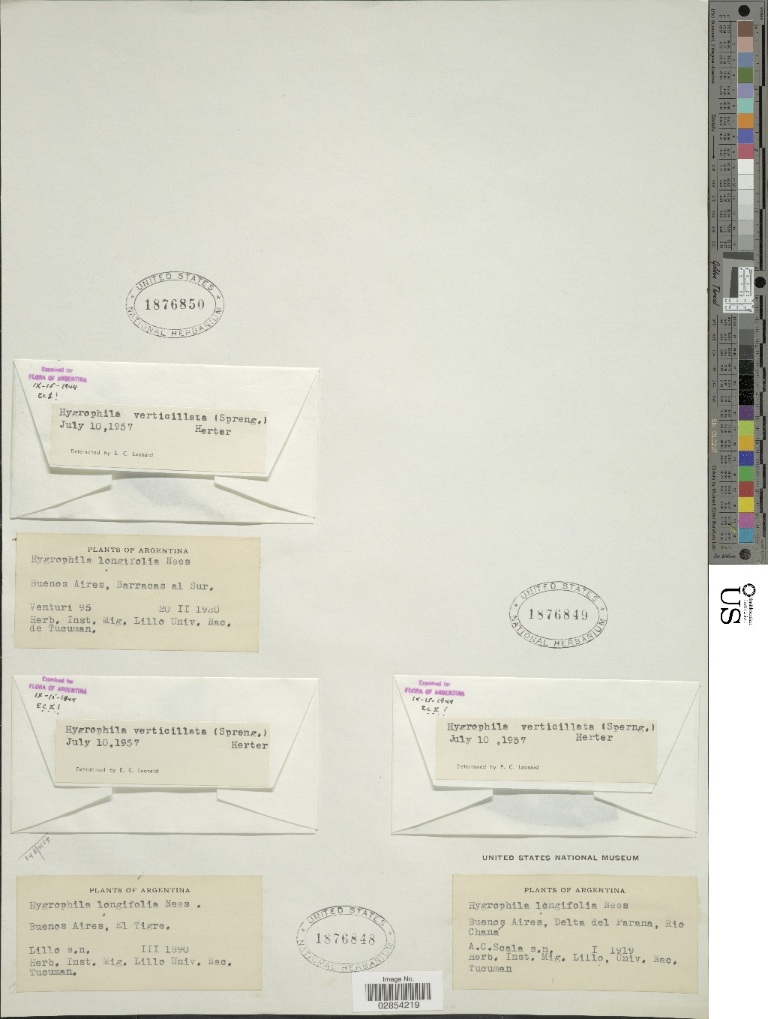 UNITED STATES
1876850
NATIONAL HERBARIUM
Examined for
FLORA OF ARGENTINA
IX-15-1944
Hygrophila verticillata (Spreng.)
July 10,1957 Herter
Determined by E. C. Leonard
PLANTS OF ARGENTINA
Hygrophila longifolia Nees
Buenos Aires, Barracas al Sur.
Venturi 95 20 II 1920
Herb. Inst. Mig. Lillo Univ. Nac.
de Tucuman.
UNITED STATES
1876849
NATIONAL HERBARIUM
Examined for
FLORA OF ARGENTINA
IX-15-1944
Hygrophila verticillata (Spreng.)
July 10,1957 Herter
Determined by E. C. Leonard
Examined for
FLORA OF ARGENTINA
IX-15-1944
Hygrophila verticillata (Sperng.)
July 10 ,1957 Herter
Determined by E. C. Leonard
UNITED STATES NATIONAL MUSEUM
PLANTS OF ARGENTINA
Hygrophila longifolia Nees .
Buenos Aires, El Tigre.
Lillo s.n. III 1890
Herb. Inst. Mig. Lillo Univ. Nac.
Tucuman.
UNITED STATES
1876848
NATIONAL HERBARIUM
PLANTS OF ARGENTINA
Hygrophila longifolia Nees
Buenos Aires, Delta del Parana, Rio
Chana
A.C.Scala s.n. I 1919
Herb. Inst. Mig. Lillo, Univ. Nac.
Tucuman
Image No.
02854219
US